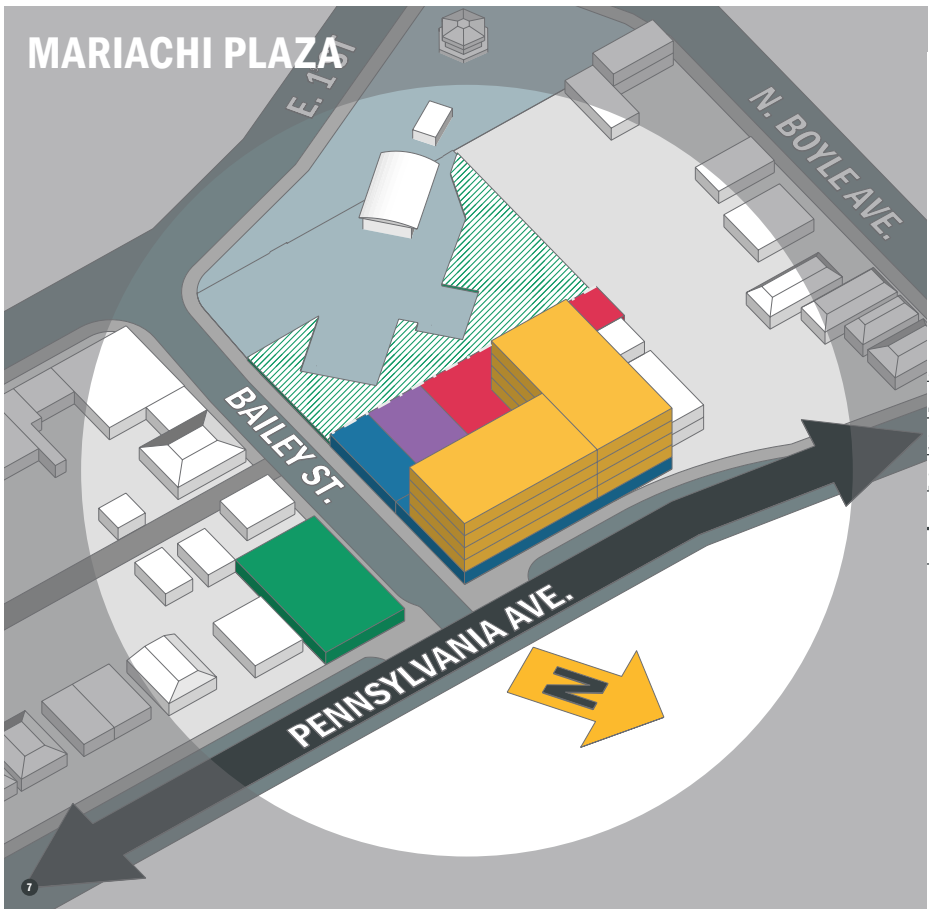 MARIACHI PLAZA
E. 1ST
N. BOYLE AVE.
BAILEY ST.
PENNSYLVANIA AVE.
N
7